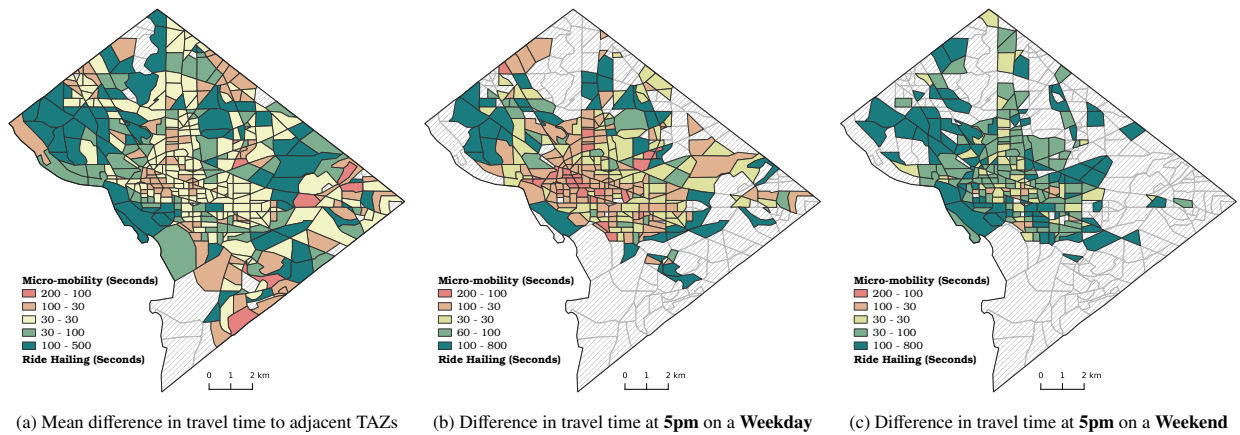 Micro-mobility (Seconds)
200 - 100
100 - 30
30 - 30
30 - 100
100 - 500
Ride Hailing (Seconds)
0 1 2 km
(a) Mean difference in travel time to adjacent TAZs
Micro-mobility (Seconds)
200 - 100
100 - 30
30 - 30
60 - 100
100 - 800
Ride Hailing (Seconds)
0 1 2 km
(b) Difference in travel time at 5pm on a Weekday
Micro-mobility (Seconds)
200 - 100
100 - 30
30 - 30
30 - 100
100 - 800
Ride Hailing (Seconds)
0 1 2 km
(c) Difference in travel time at 5pm on a Weekend